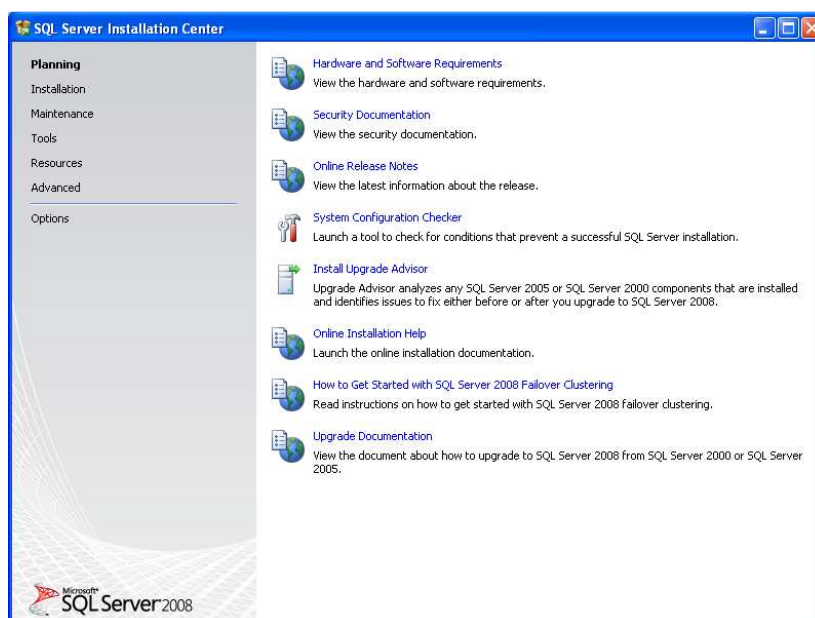 SQL Server Installation Center
Planning
Installation
Maintenance
Tools
Resources
Advanced
Options
Hardware and Software Requirements
View the hardware and software requirements.
Security Documentation
View the security documentation.
Online Release Notes
View the latest information about the release.
System Configuration Checker
Launch a tool to check for conditions that prevent a successful SQL Server installation.
Install Upgrade Advisor
Upgrade Advisor analyzes any SQL Server 2005 or SQL Server 2000 components that are installed
and identifies issues to fix either before or after you upgrade to SQL Server 2008.
Online Installation Help
Launch the online installation documentation.
How to Get Started with SQL Server 2008 Failover Clustering
Read instructions on how to get started with SQL Server 2008 failover clustering.
Upgrade Documentation
View the document about how to upgrade to SQL Server 2008 from SQL Server 2000 or SQL Server
2005.
Microsoft
SQL Server 2008